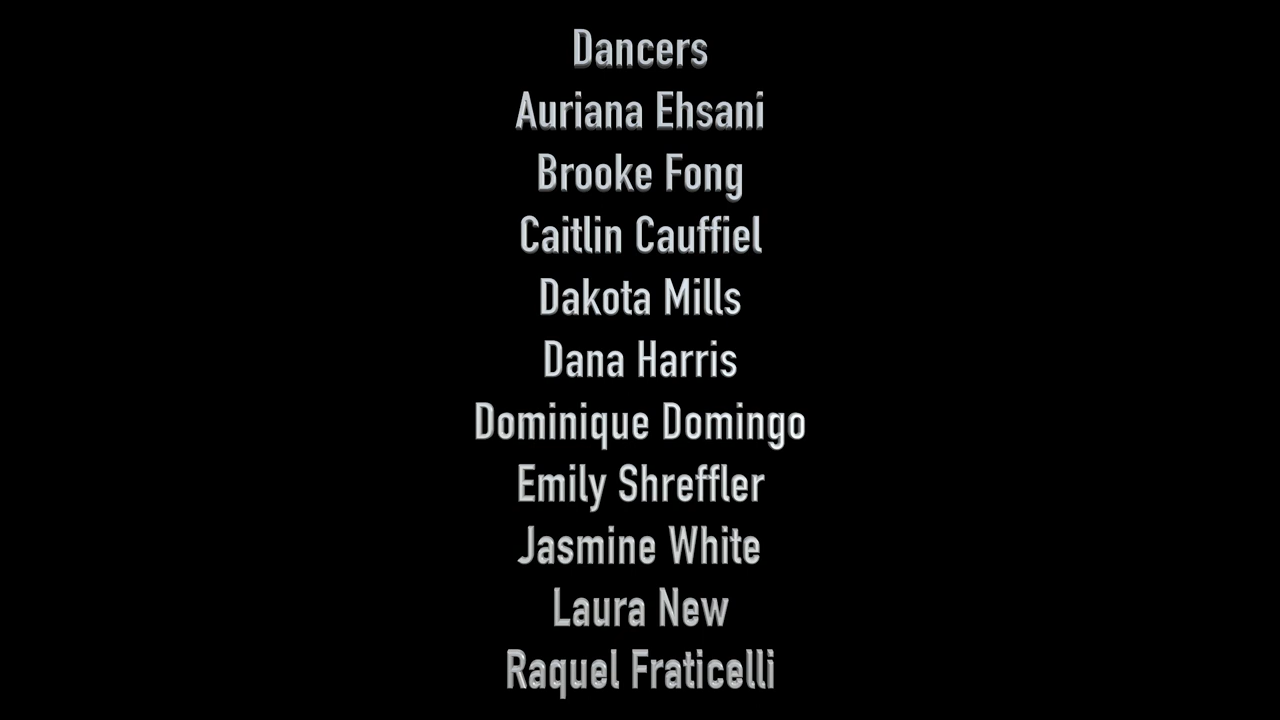 Dancers
Auriana Ehsani
Brooke Fong
Caitlin Cauffiel
Dakota Mills
Dana Harris
Dominique Domingo
Emily Shreffler
Jasmine White
Laura New
Raquel Fraticelli